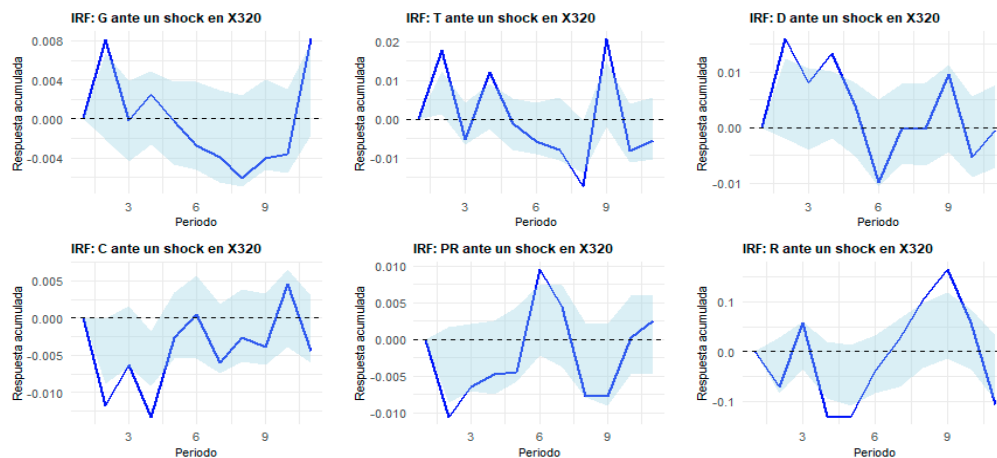 IRF: G ante un shock en X320
Respuesta acumulada
0.008
0.004
0.000
-0.004
3
6
9
Periodo
IRF: T ante un shock en X320
Respuesta acumulada
0.02
0.01
0.00
-0.01
3
6
9
Periodo
IRF: D ante un shock en X320
Respuesta acumulada
0.01
0.00
-0.01
3
6
9
Periodo
IRF: C ante un shock en X320
Respuesta acumulada
0.005
0.000
-0.005
-0.010
3
6
9
Periodo
IRF: PR ante un shock en X320
Respuesta acumulada
0.010
0.005
0.000
-0.005
-0.010
3
6
9
Periodo
IRF: R ante un shock en X320
Respuesta acumulada
0.1
0.0
-0.1
3
6
9
Periodo